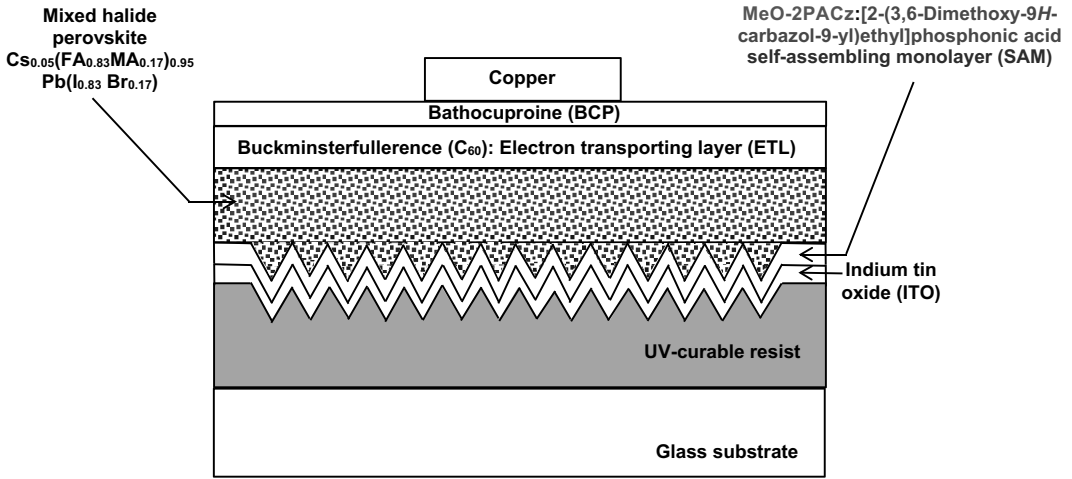 Mixed halide
perovskite
Cs₀.₀₅(FA₀.₈₃MA₀.₁₇)₀.₉₅
Pb(I₀.₈₃ Br₀.₁₇)
MeO-2PACz:[2-(3,6-Dimethoxy-9H-
carbazol-9-yl)ethyl]phosphonic acid
self-assembling monolayer (SAM)
Copper
Bathocuproine (BCP)
Buckminsterfullerence (C₆₀): Electron transporting layer (ETL)
Indium tin
oxide (ITO)
UV-curable resist
Glass substrate